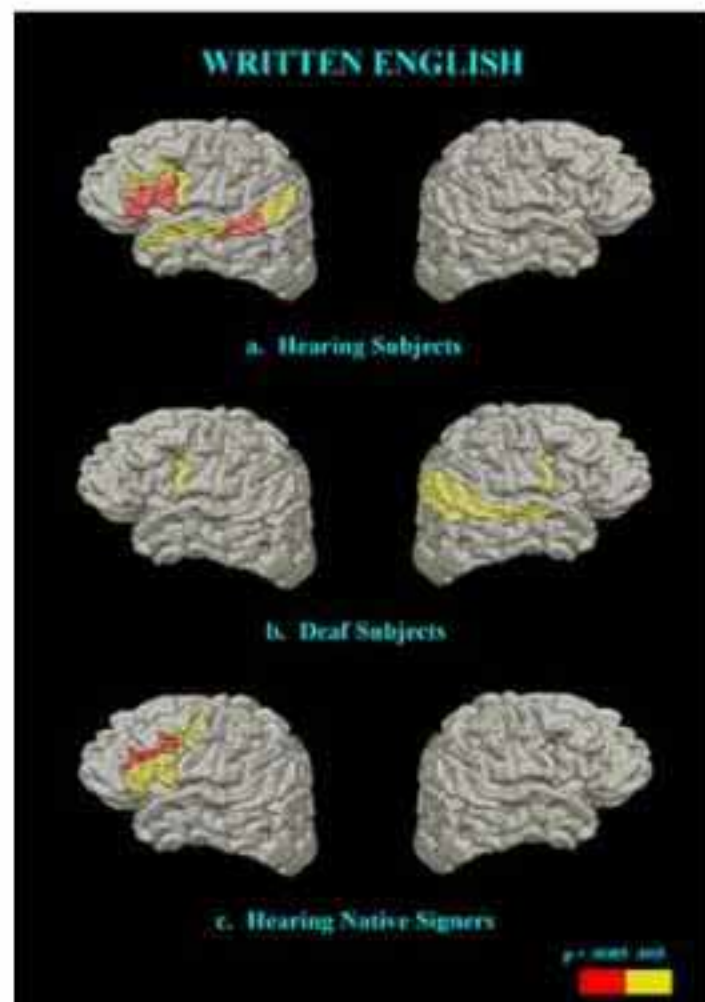 WRITTEN ENGLISH
a. Hearing Subjects
b. Deaf Subjects
c. Hearing Native Signers